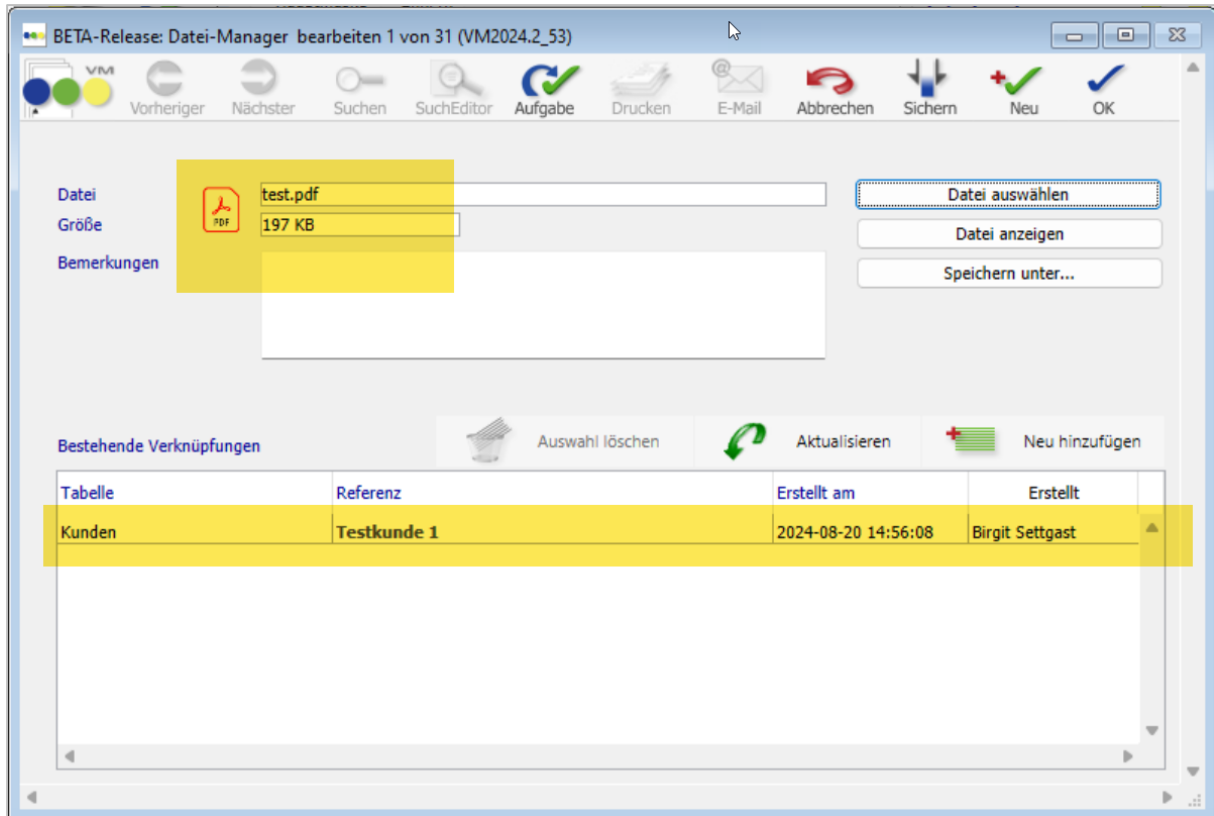 BETA-Release: Datei-Manager bearbeiten 1 von 31 (VM2024.2_53)
VM
Vorheriger Nächster Suchen SuchEditor Aufgabe Drucken E-Mail Abbrechen Sichern Neu OK
Datei test.pdf Datei auswählen
PDF
Größe 197 KB Datei anzeigen
Bemerkungen Speichern unter...
Bestehende Verknüpfungen Auswahl löschen Aktualisieren Neu hinzufügen
Tabelle Referenz Erstellt am Erstellt
Kunden Testkunde 1 2024-08-20 14:56:08 Birgit Settgast